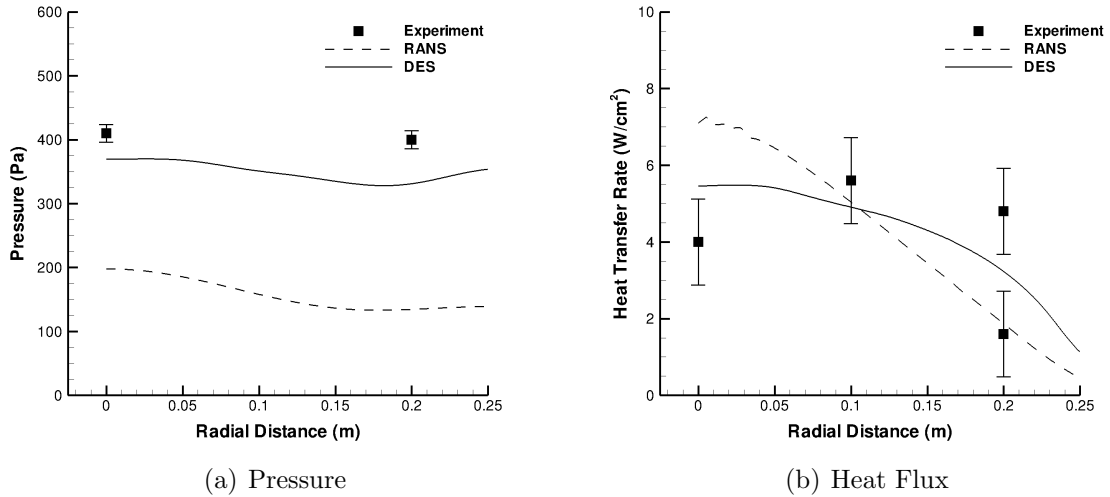 600
500
400
300
200
100
0
Pressure (Pa)
Experiment
RANS
DES
0 0.05 0.1 0.15 0.2 0.25
Radial Distance (m)
(a) Pressure
10
8
6
4
2
0
Heat Transfer Rate (W/cm²)
Experiment
RANS
DES
0 0.05 0.1 0.15 0.2 0.25
Radial Distance (m)
(b) Heat Flux